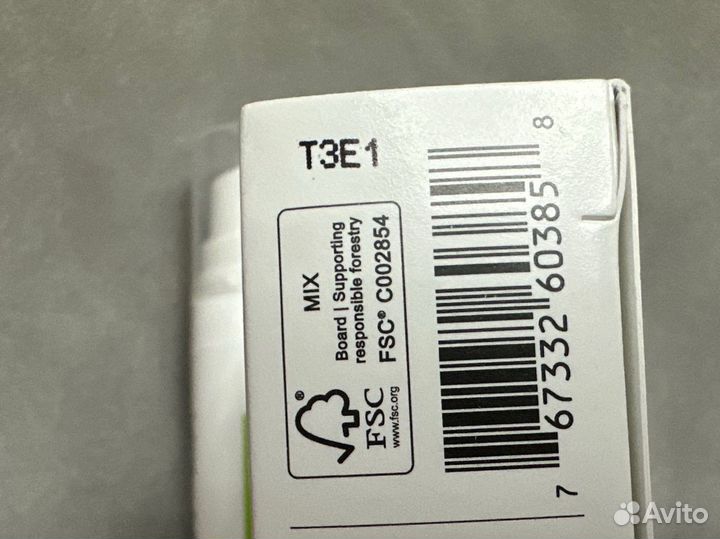 T3E1
MIX
Board | Supporting
responsible forestry
FSC® C002854
®
FSC
www.fsc.org
7 67332 60385 8
Avito